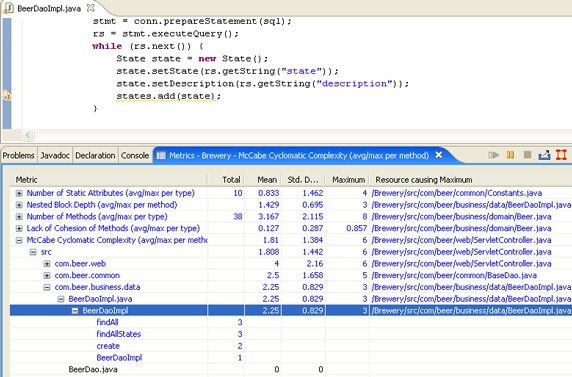 BeerDaoImpl.java
stmt = conn.prepareStatement(sql);
rs = stmt.executeQuery();
while (rs.next()) {
State state = new State();
state.setState(rs.getString("state"));
state.setDescription(rs.getString("description"));
states.add(state);
}
Problems Javadoc Declaration Console Metrics - Brewery - McCabe Cyclomatic Complexity (avg/max per method)
Metric Total Mean Std. D... Maximum Resource causing Maximum
Number of Static Attributes (avg/max per type) 10 0.833 1.462 4 /Brewery/src/com/beer/common/Constants.java
Nested Block Depth (avg/max per method) 1.429 0.695 3 /Brewery/src/com/beer/business/data/BeerDaoImpl.java
Number of Methods (avg/max per type) 38 3.167 2.115 8 /Brewery/src/com/beer/business/domain/Beer.java
Lack of Cohesion of Methods (avg/max per type) 0.127 0.287 0.857 /Brewery/src/com/beer/business/domain/Beer.java
McCabe Cyclomatic Complexity (avg/max per metho 1.81 1.384 6 /Brewery/src/com/beer/web/ServletController.java
src 1.808 1.442 6 /Brewery/src/com/beer/web/ServletController.java
com.beer.web 4 2.16 6 /Brewery/src/com/beer/web/ServletController.java
com.beer.common 2.5 1.658 5 /Brewery/src/com/beer/common/BaseDao.java
com.beer.business.data 2.25 0.829 3 /Brewery/src/com/beer/business/data/BeerDaoImpl.java
BeerDaoImpl.java 2.25 0.829 3 /Brewery/src/com/beer/business/data/BeerDaoImpl.java
BeerDaoImpl 2.25 0.829 3 /Brewery/src/com/beer/business/data/BeerDaoImpl.java
findAll 3
findAllStates 3
create 2
BeerDaoImpl 1
BeerDao.java 0 0